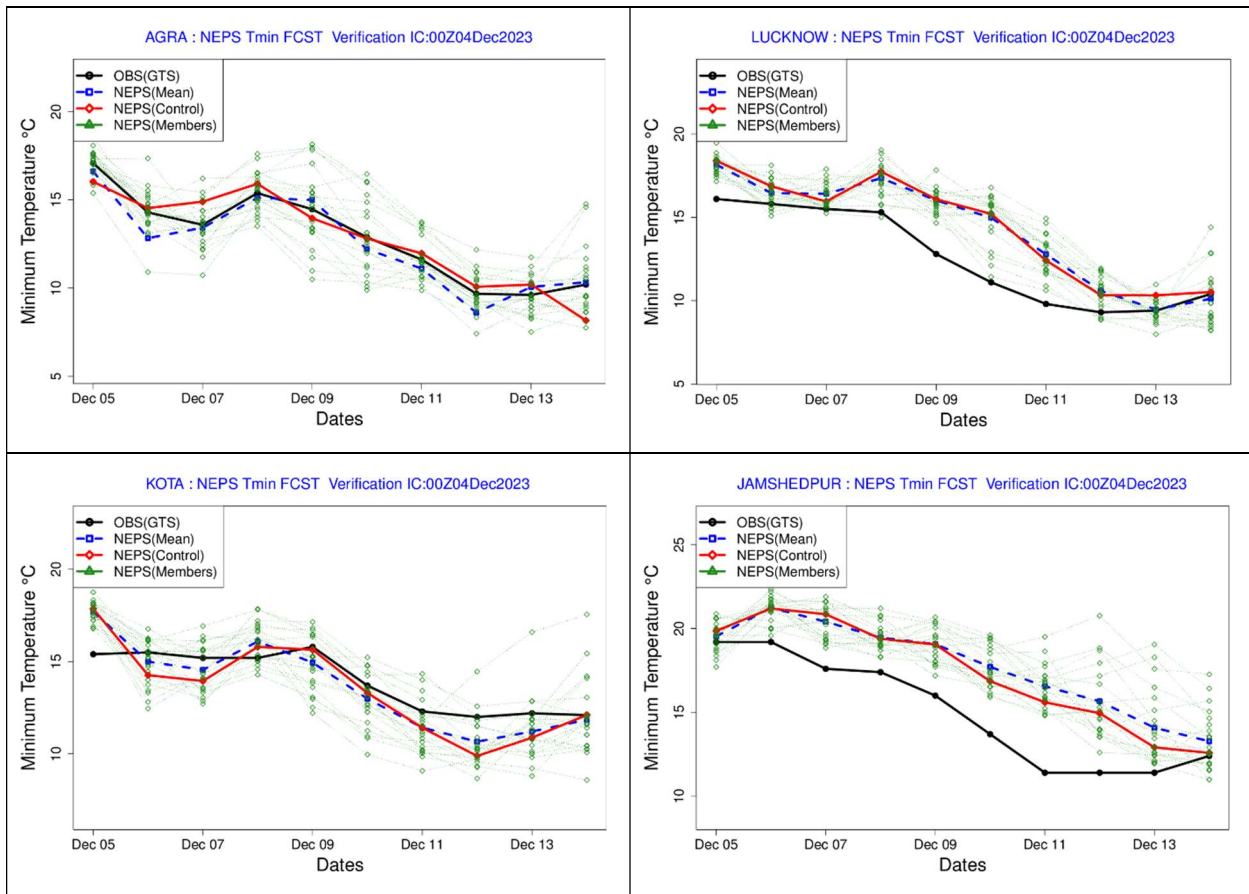 AGRA : NEPS Tmin FCST Verification IC:00Z04Dec2023
OBS(GTS)
NEPS(Mean)
NEPS(Control)
NEPS(Members)
Minimum Temperature °C
20
15
10
5
Dec 05
Dec 07
Dec 09
Dec 11
Dec 13
Dates
LUCKNOW : NEPS Tmin FCST Verification IC:00Z04Dec2023
OBS(GTS)
NEPS(Mean)
NEPS(Control)
NEPS(Members)
Minimum Temperature °C
20
15
10
5
Dec 05
Dec 07
Dec 09
Dec 11
Dec 13
Dates
KOTA : NEPS Tmin FCST Verification IC:00Z04Dec2023
OBS(GTS)
NEPS(Mean)
NEPS(Control)
NEPS(Members)
Minimum Temperature °C
20
15
10
Dec 05
Dec 07
Dec 09
Dec 11
Dec 13
Dates
JAMSHEDPUR : NEPS Tmin FCST Verification IC:00Z04Dec2023
OBS(GTS)
NEPS(Mean)
NEPS(Control)
NEPS(Members)
Minimum Temperature °C
25
20
15
10
Dec 05
Dec 07
Dec 09
Dec 11
Dec 13
Dates